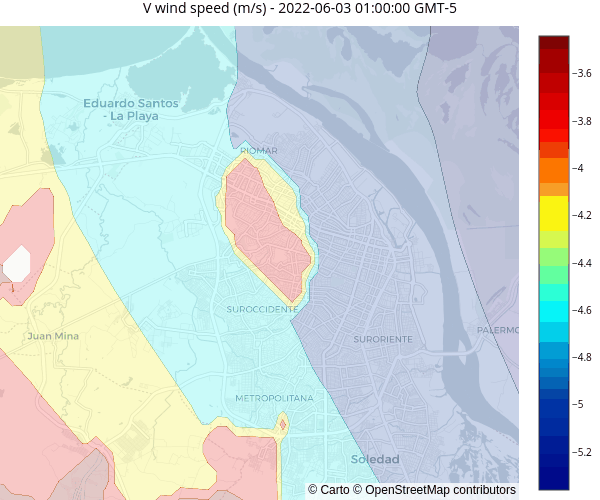 V wind speed (m/s) - 2022-06-03 01:00:00 GMT-5
Eduardo Santos
- La Playa
RIOMAR
SUROCCIDENTE
SURORIENTE
PALERMO
Juan Mina
METROPOLITANA
Soledad
© Carto © OpenStreetMap contributors
−3.6
−3.8
−4
−4.2
−4.4
−4.6
−4.8
−5
−5.2